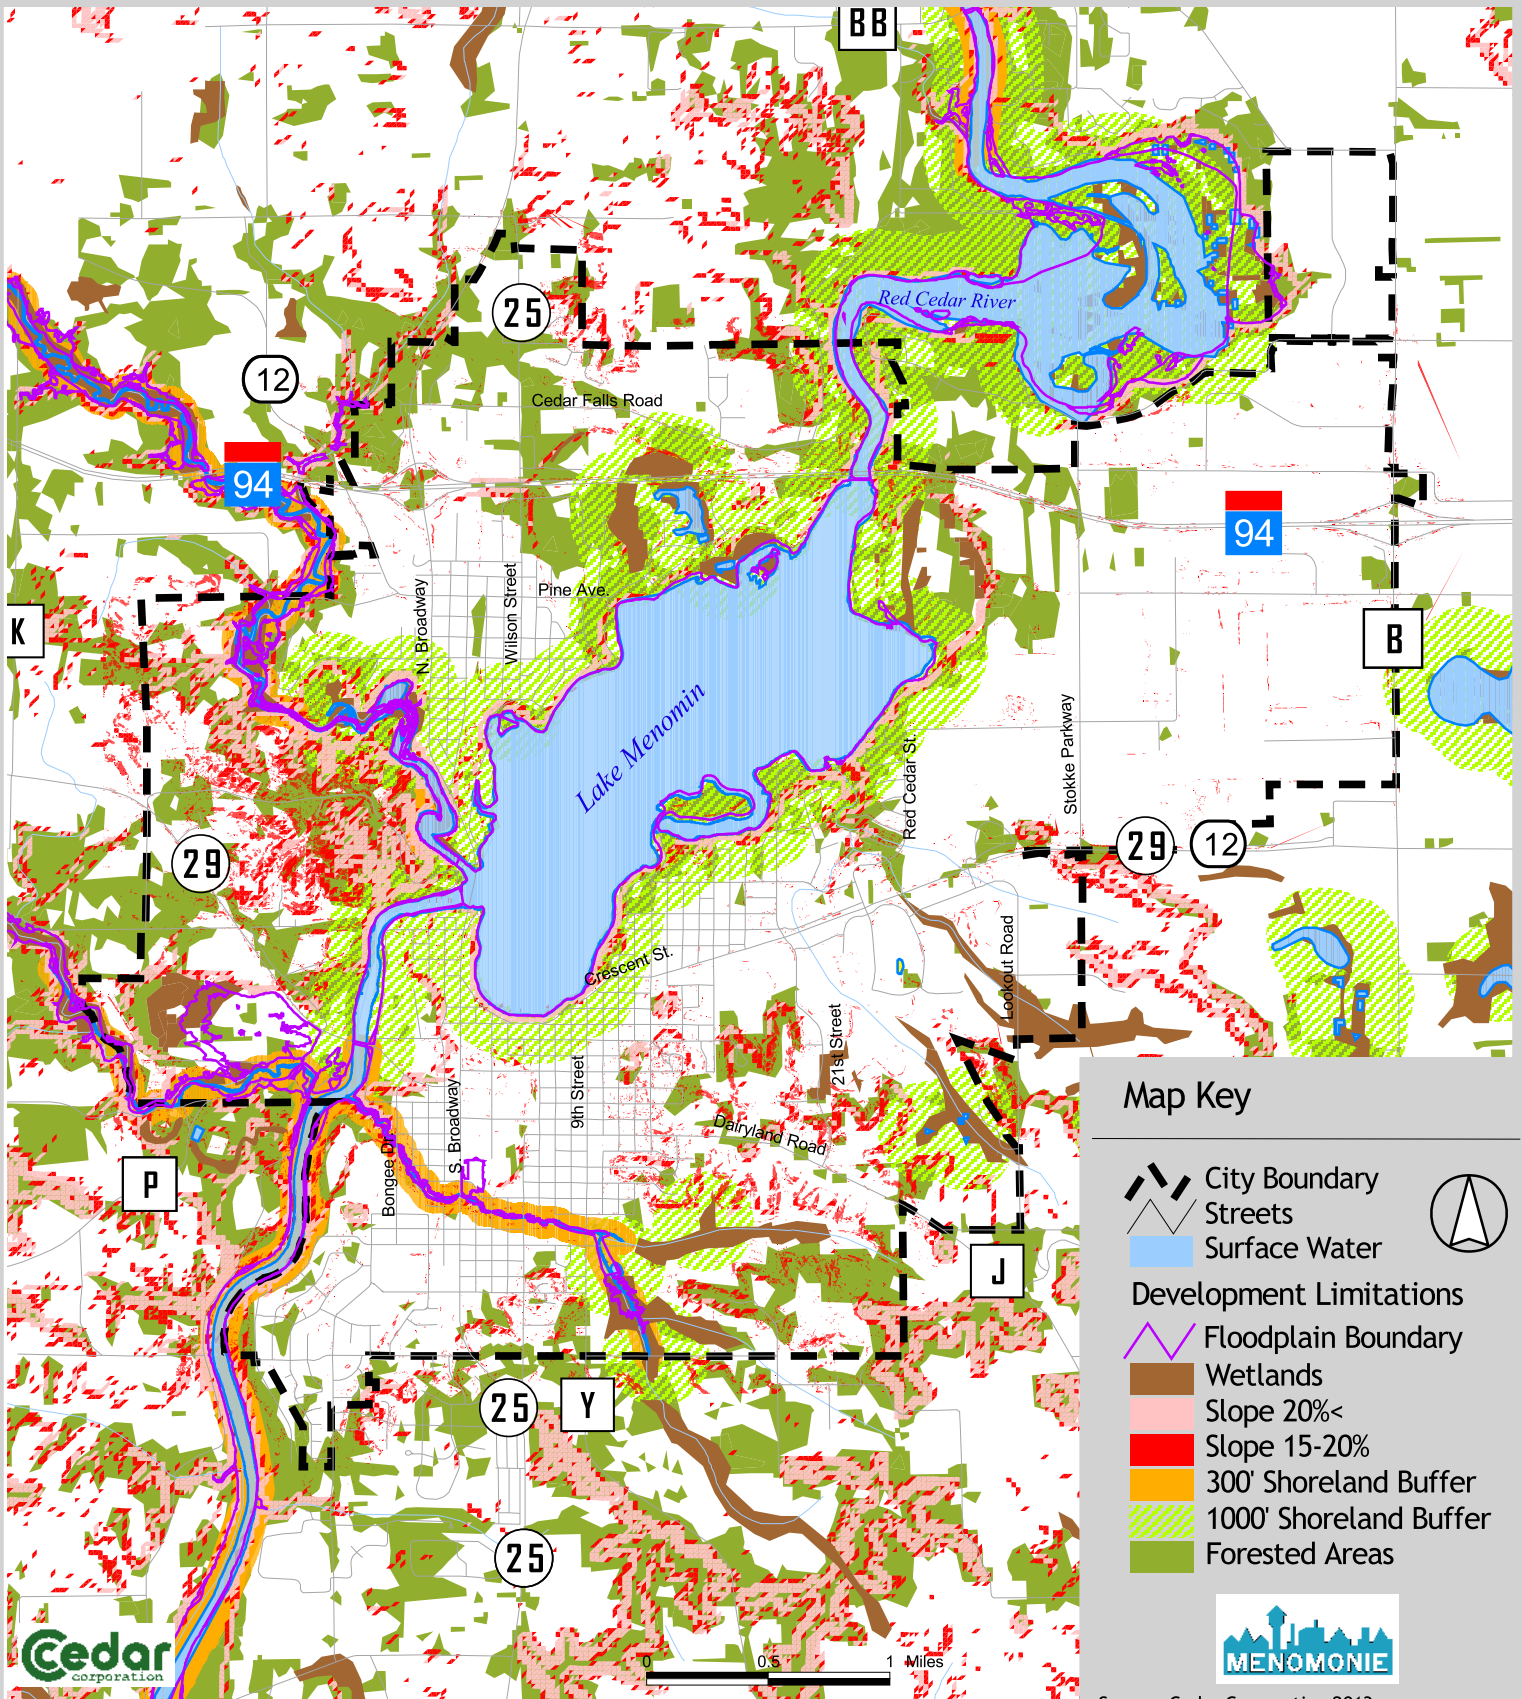 BB
25
Red Cedar River
12
Cedar Falls Road
94
94
Pine Ave.
N. Broadway
Wilson Street
K
B
Lake Menomin
Stokke Parkway
Red Cedar St.
29
29
12
Crescent St.
Lookout Road
21st Street
9th Street
S. Broadway
Bongee Dr.
Dairyland Road
P
J
25
Y
25
0 0.5 1 Miles
Cedar
corporation
Map Key
City Boundary
Streets
Surface Water
Development Limitations
Floodplain Boundary
Wetlands
Slope 20%<
Slope 15-20%
300' Shoreland Buffer
1000' Shoreland Buffer
Forested Areas
MENOMONIE